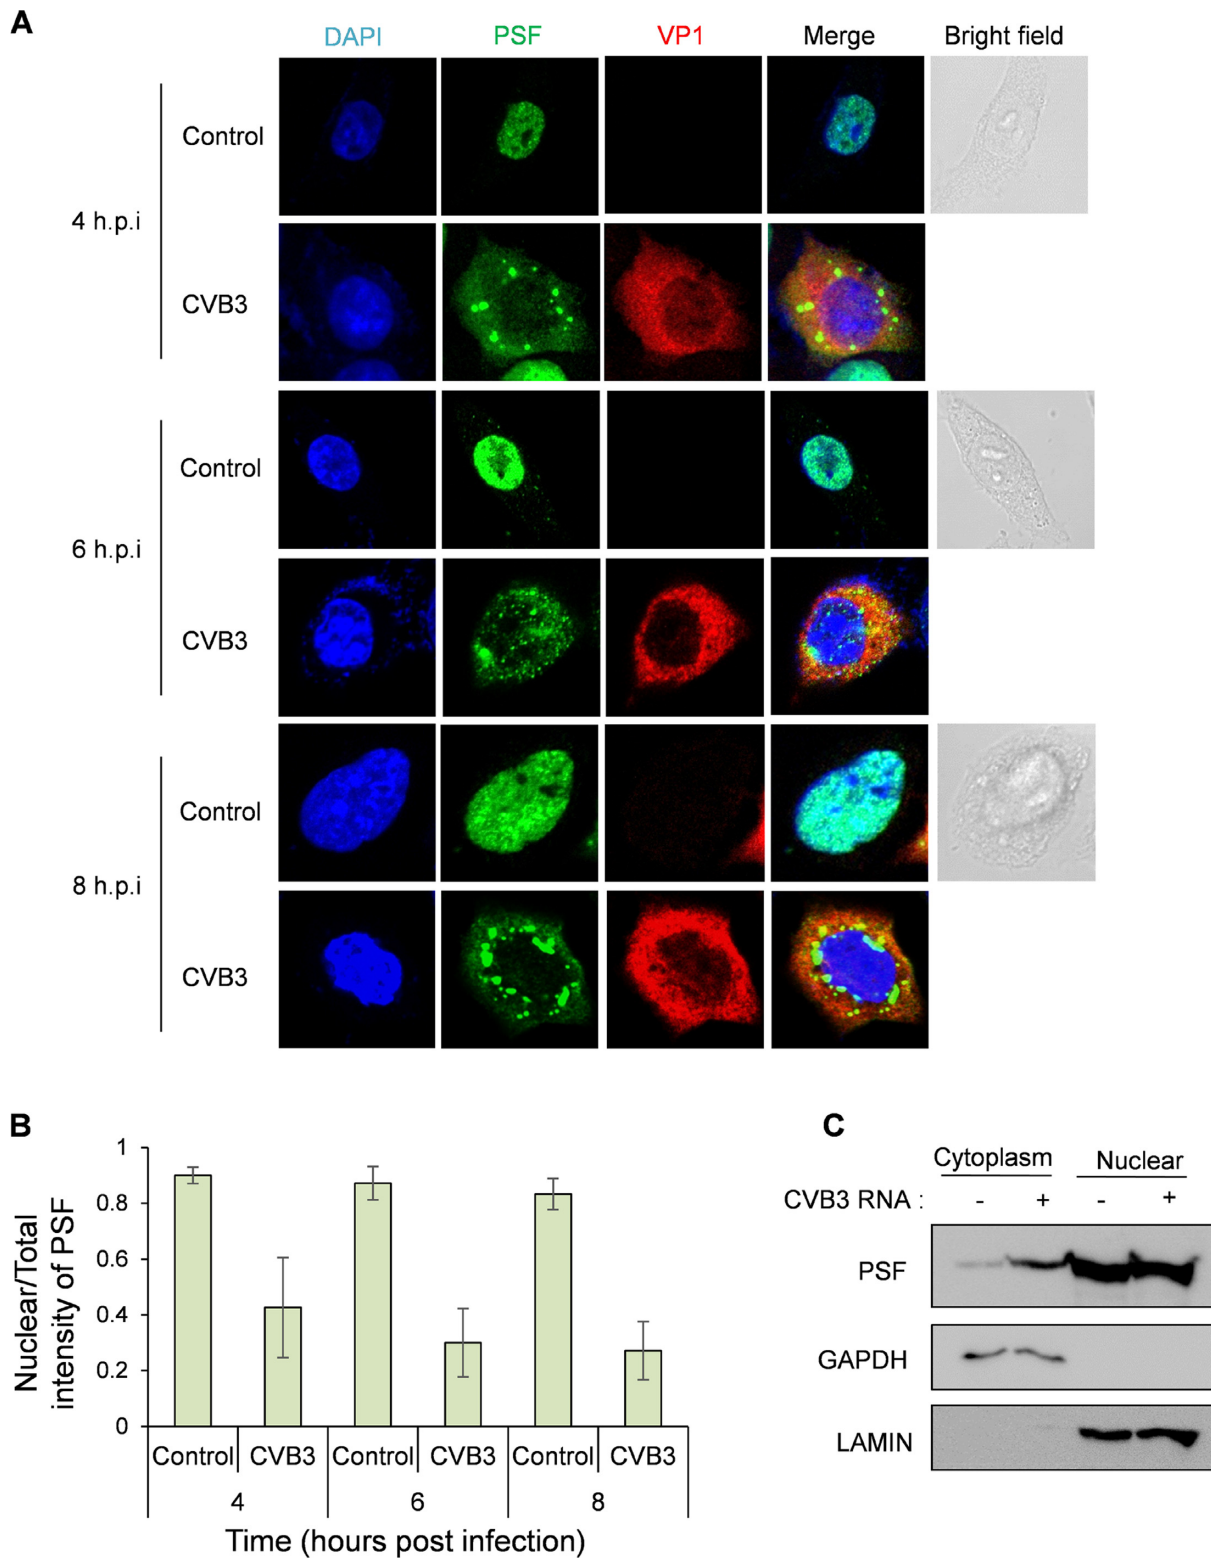 A
DAPI PSF VP1 Merge Bright field
Control
4 h.p.i
CVB3
Control
6 h.p.i
CVB3
Control
8 h.p.i
CVB3
B
Nuclear/Total
intensity of PSF
1
0.8
0.6
0.4
0.2
0
Control CVB3 Control CVB3 Control CVB3
4 6 8
Time (hours post infection)
C
Cytoplasm Nuclear
CVB3 RNA : - + - +
PSF
GAPDH
LAMIN